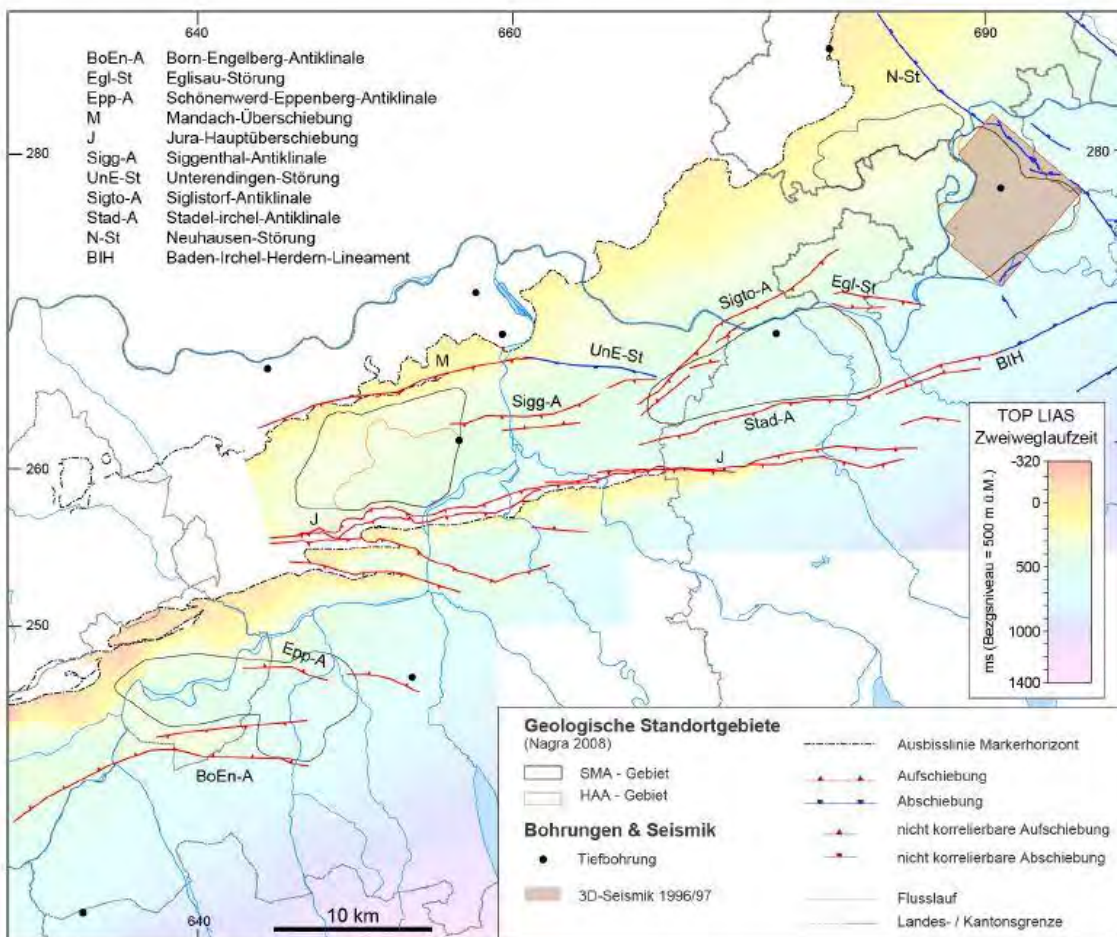 640
660
690
BoEn-A Born-Engelberg-Antiklinale
Egl-St Eglisau-Störung
Epp-A Schönenwerd-Eppenberg-Antiklinale
M Mandach-Überschiebung
J Jura-Hauptüberschiebung
Sigg-A Siggenthal-Antiklinale
UnE-St Unterendingen-Störung
Sigto-A Siglistorf-Antiklinale
Stad-A Stadel-irchel-Antiklinale
N-St Neuhausen-Störung
BIH Baden-Irchel-Herdern-Lineament
N-St
280
280
Sigto-A
Egl-St
M
UnE-St
BIH
Sigg-A
Stad-A
J
260
J
250
Epp-A
BoEn-A
TOP LIAS
Zweiweglaufzeit
ms (Bezgsniveau = 500 m ü.M.)
-320
0
500
1000
1400
Geologische Standortgebiete
(Nagra 2008)
SMA - Gebiet
HAA - Gebiet
Bohrungen & Seismik
Tiefbohrung
3D-Seismik 1996/97
Ausbisslinie Markerhorizont
Aufschiebung
Abschiebung
nicht korrelierbare Aufschiebung
nicht korrelierbare Abschiebung
Flusslauf
Landes- / Kantonsgrenze
640
10 km